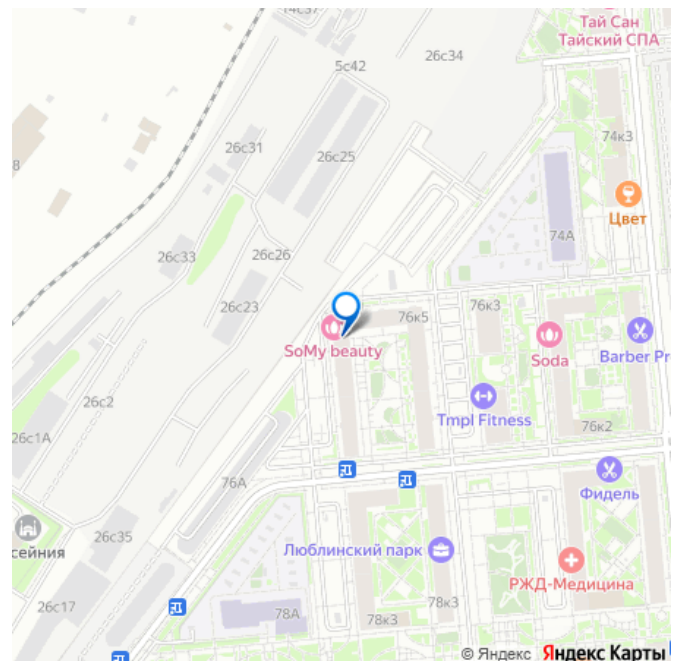 14с37
Тай Сан
Тайский СПА
5с42
26с34
74к3
26с31
26с25
Цвет
74А
26с33
26с26
26с23
76к5
76к3
SoMy beauty
Soda
Barber Pr
26с2
Tmpl Fitness
76к2
26с1А
76А
Фидель
сейния
26с35
Люблинский парк
РЖД-Медицина
26с17
78А
78к3
78к3
© Яндекс Яндекс Карты